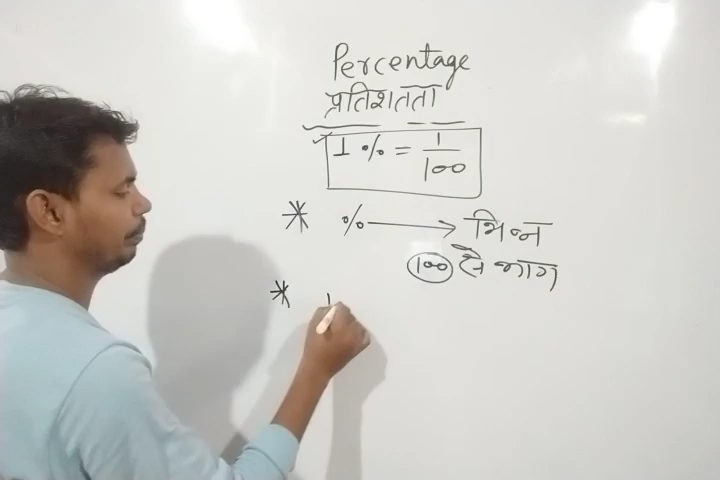 Percentage
प्रतिशतता
1 % = 1/100
* % → भिन्न
100 से भाग
*